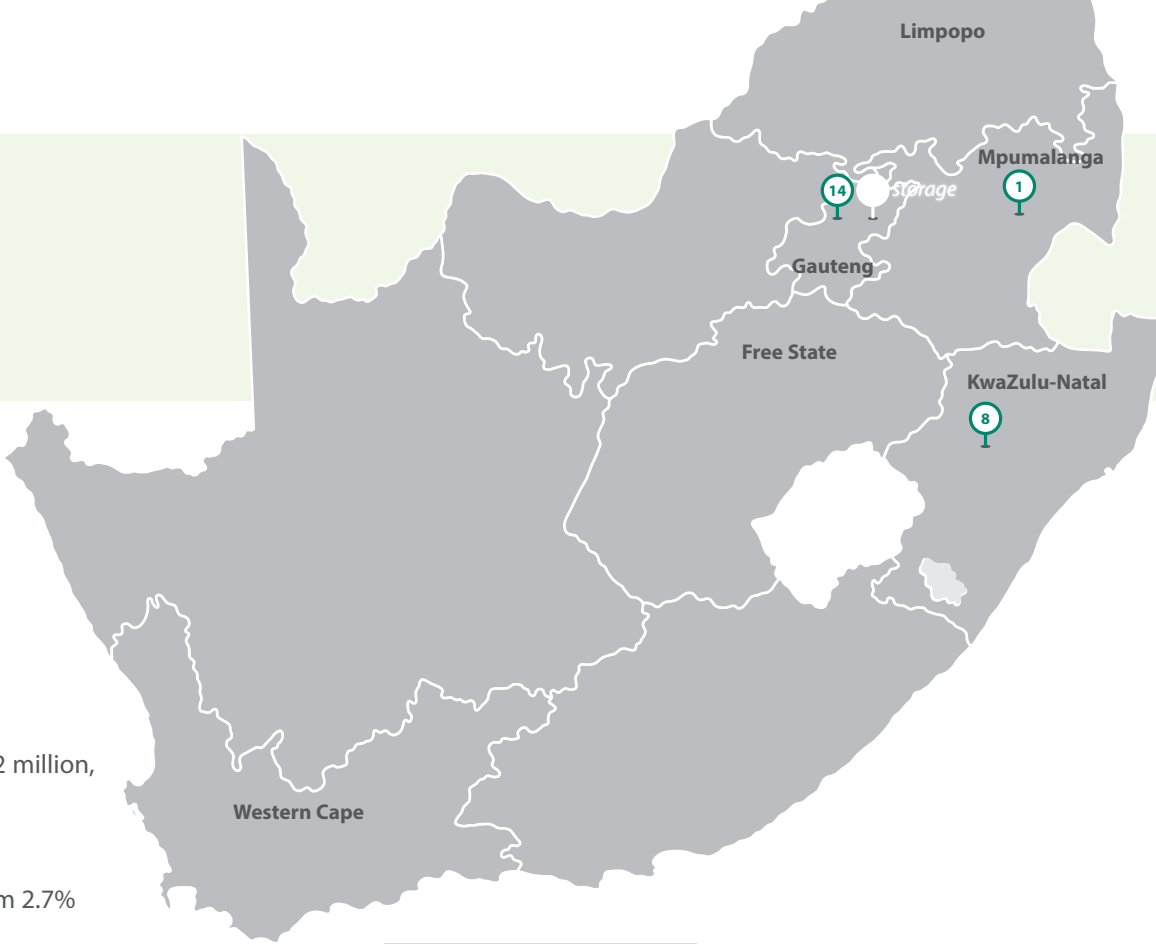 Limpopo
Mpumalanga
14
storage
1
Gauteng
Free State
KwaZulu-Natal
8
2 million,
Western Cape
m 2.7%